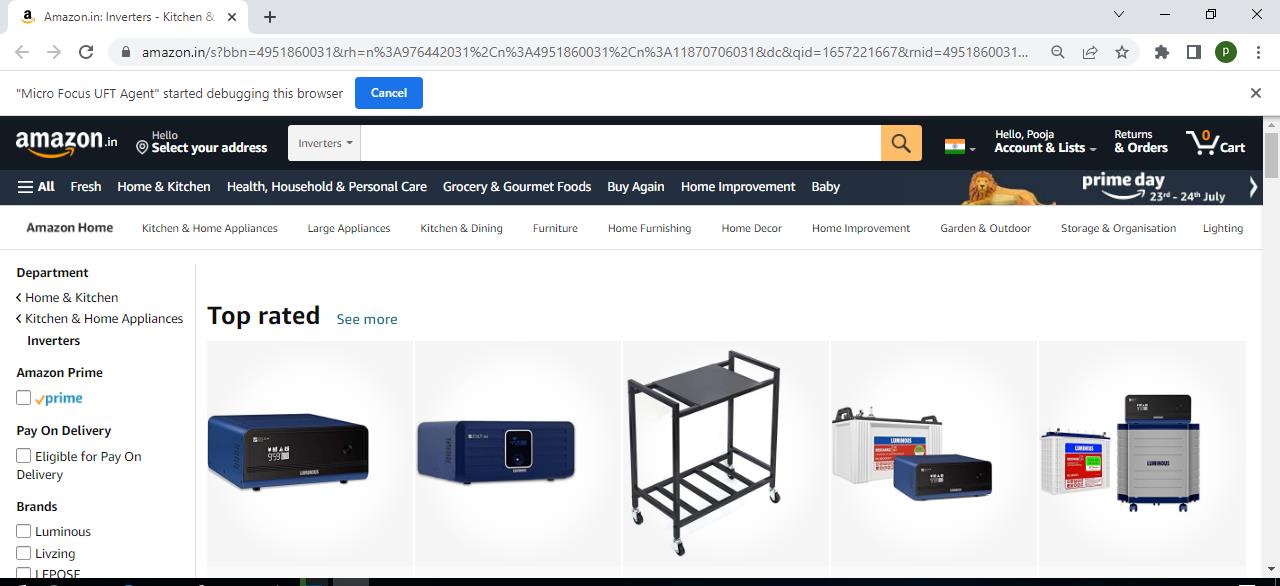 Amazon.in: Inverters - Kitchen &
amazon.in/s?bbn=4951860031&rh=n%3A976442031%2Cn%3A4951860031%2Cn%3A11870706031&dc&qid=1657221667&rnid=4951860031...
P
"Micro Focus UFT Agent" started debugging this browser Cancel
amazon.in
Hello
Select your address
Inverters
Hello, Pooja
Account & Lists
Returns
& Orders
0
Cart
All Fresh Home & Kitchen Health, Household & Personal Care Grocery & Gourmet Foods Buy Again Home Improvement Baby
prime day
23rd - 24th July
Amazon Home Kitchen & Home Appliances Large Appliances Kitchen & Dining Furniture Home Furnishing Home Decor Home Improvement Garden & Outdoor Storage & Organisation Lighting
Department
Home & Kitchen
Kitchen & Home Appliances
Inverters
Amazon Prime
prime
Pay On Delivery
Eligible for Pay On
Delivery
Brands
Luminous
Livzing
LEPOSE
Top rated See more
LUMINOUS
LUMINOUS
LUMINOUS
LUMINOUS